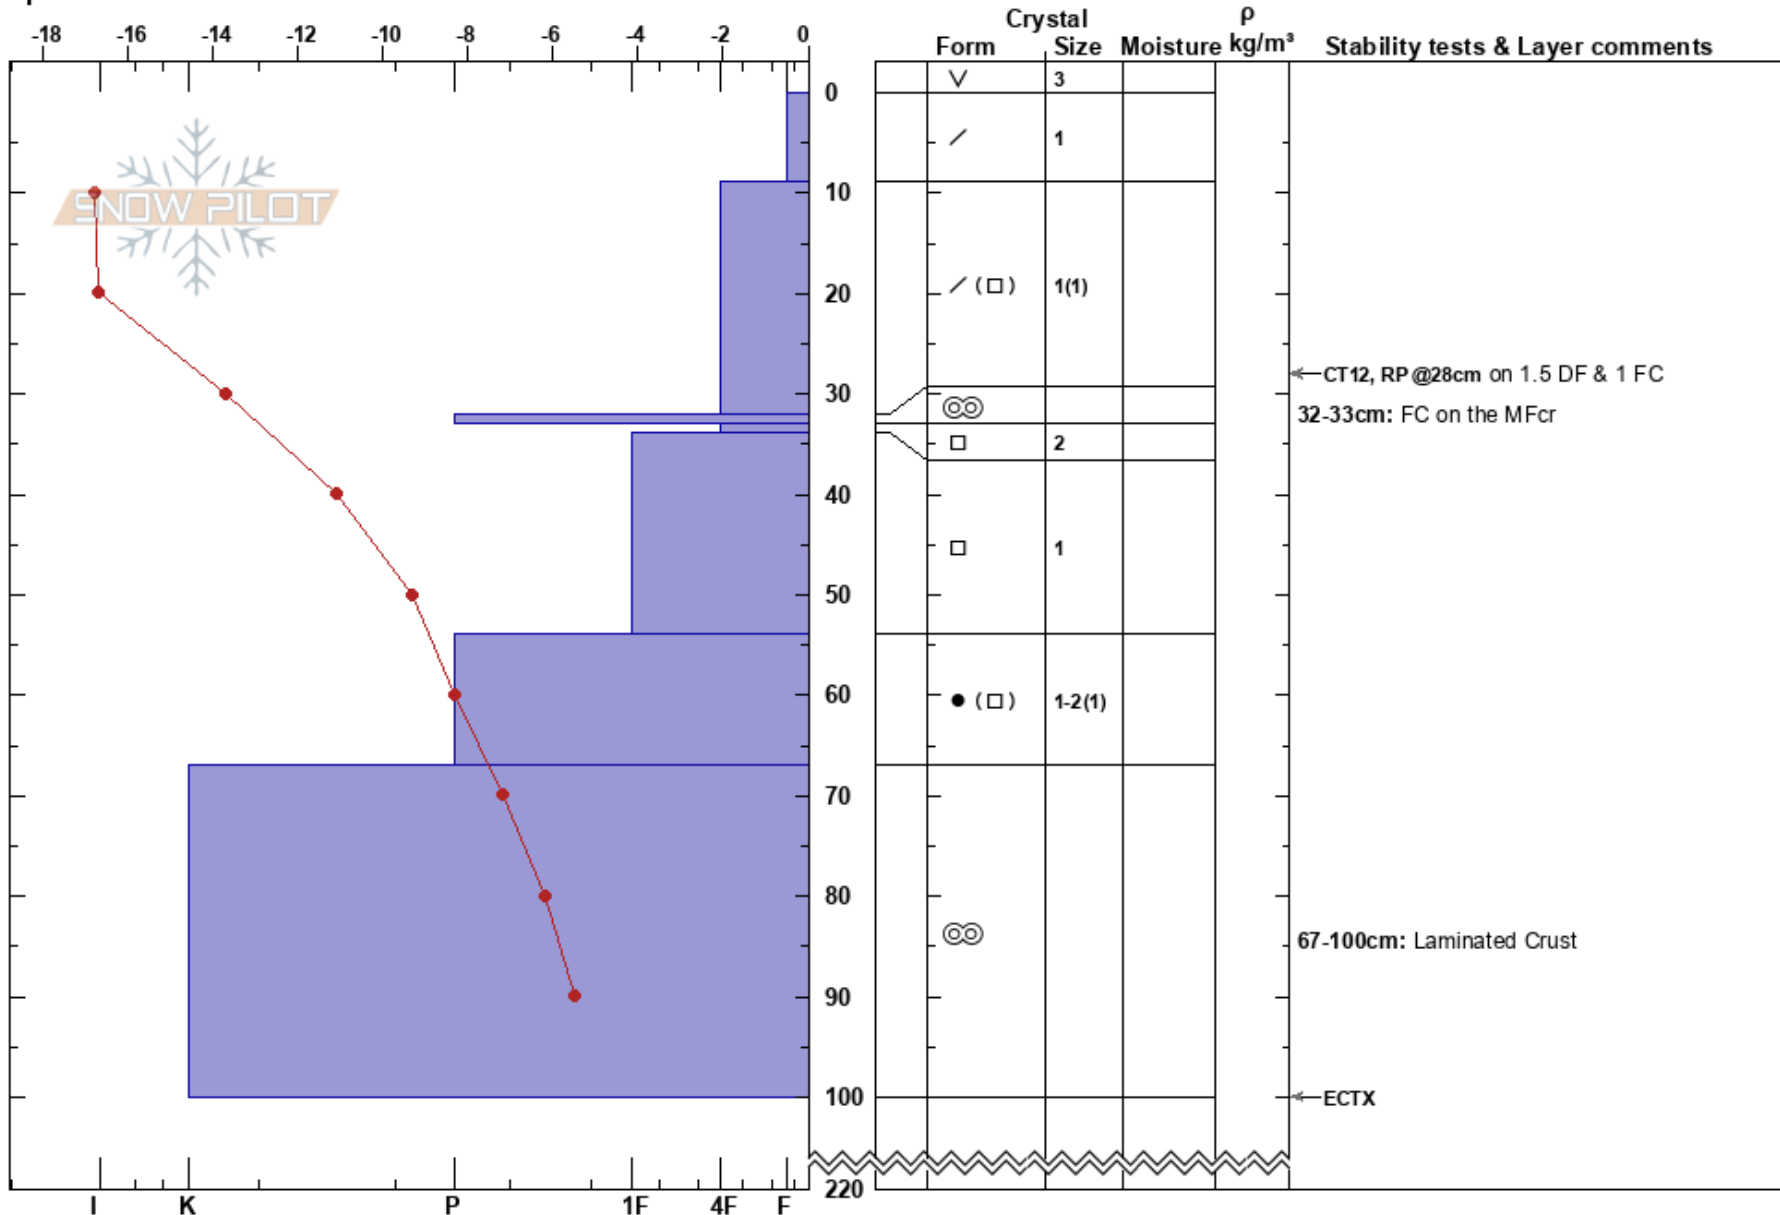 Crystal ρ
-18 -16 -14 -12 -10 -8 -6 -4 -2 0 Form Size Moisture kg/m³ Stability tests & Layer comments
3
0
1
10
SNOW PILOT
1(1)
20
CT12, RP @28cm on 1.5 DF & 1 FC
30
32-33cm: FC on the MFcr
2
40
1
50
60
1-2(1)
70
80
67-100cm: Laminated Crust
90
100 ECTX
220
I K P 1F 4F F